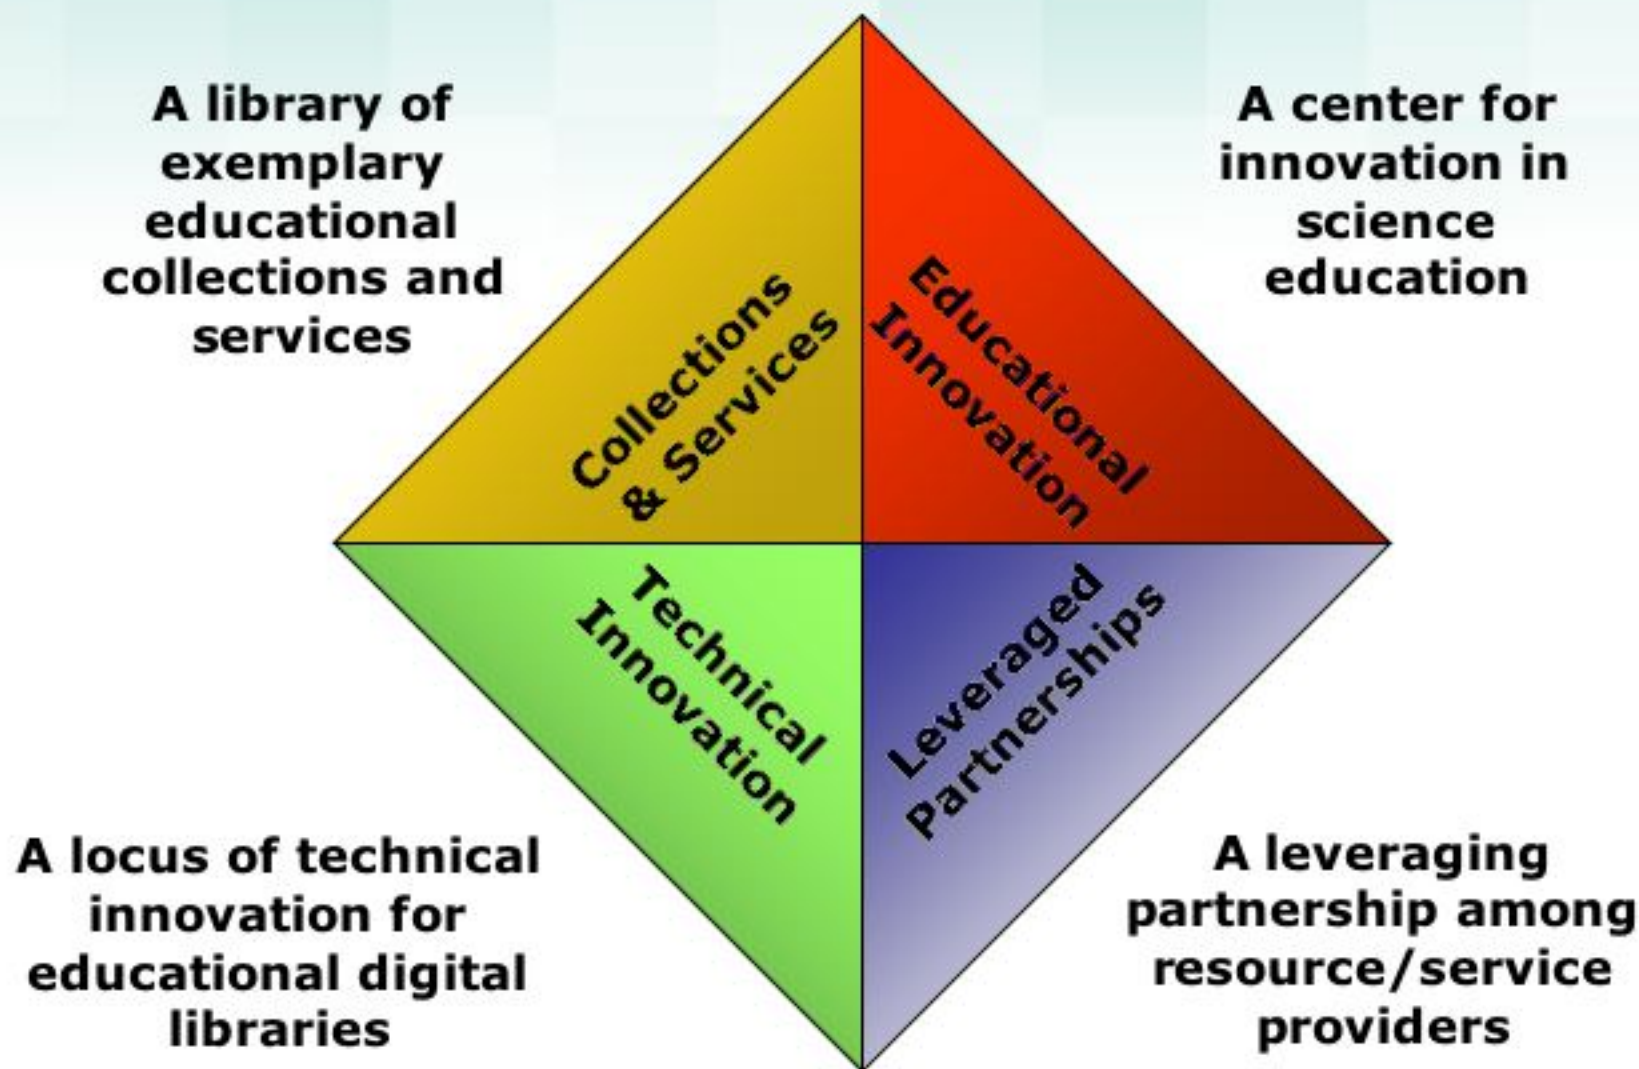 A library of
exemplary
educational
collections and
services
A center for
innovation in
science
education
Collections
& Services
Educational
Innovation
Technical
Innovation
Leveraged
Partnerships
A locus of technical
innovation for
educational digital
libraries
A leveraging
partnership among
resource/service
providers